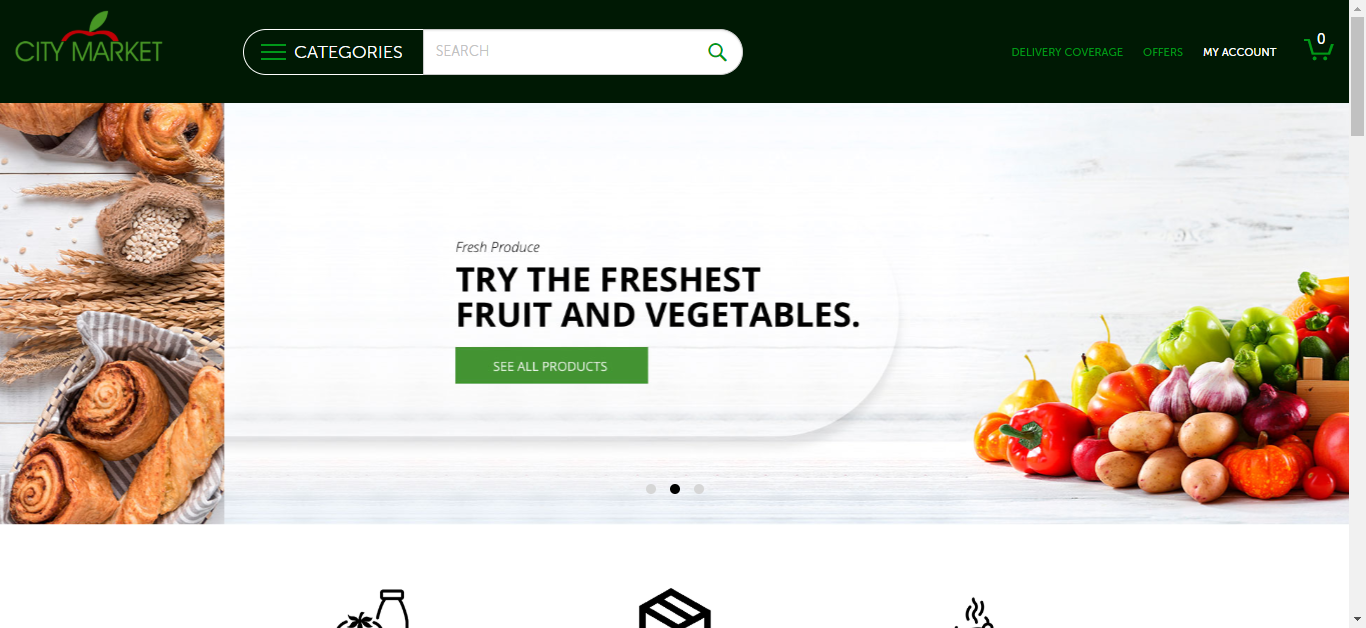 CITY MARKET
CATEGORIES
SEARCH
DELIVERY COVERAGE
OFFERS
MY ACCOUNT
0
Fresh Produce
TRY THE FRESHEST
FRUIT AND VEGETABLES.
SEE ALL PRODUCTS